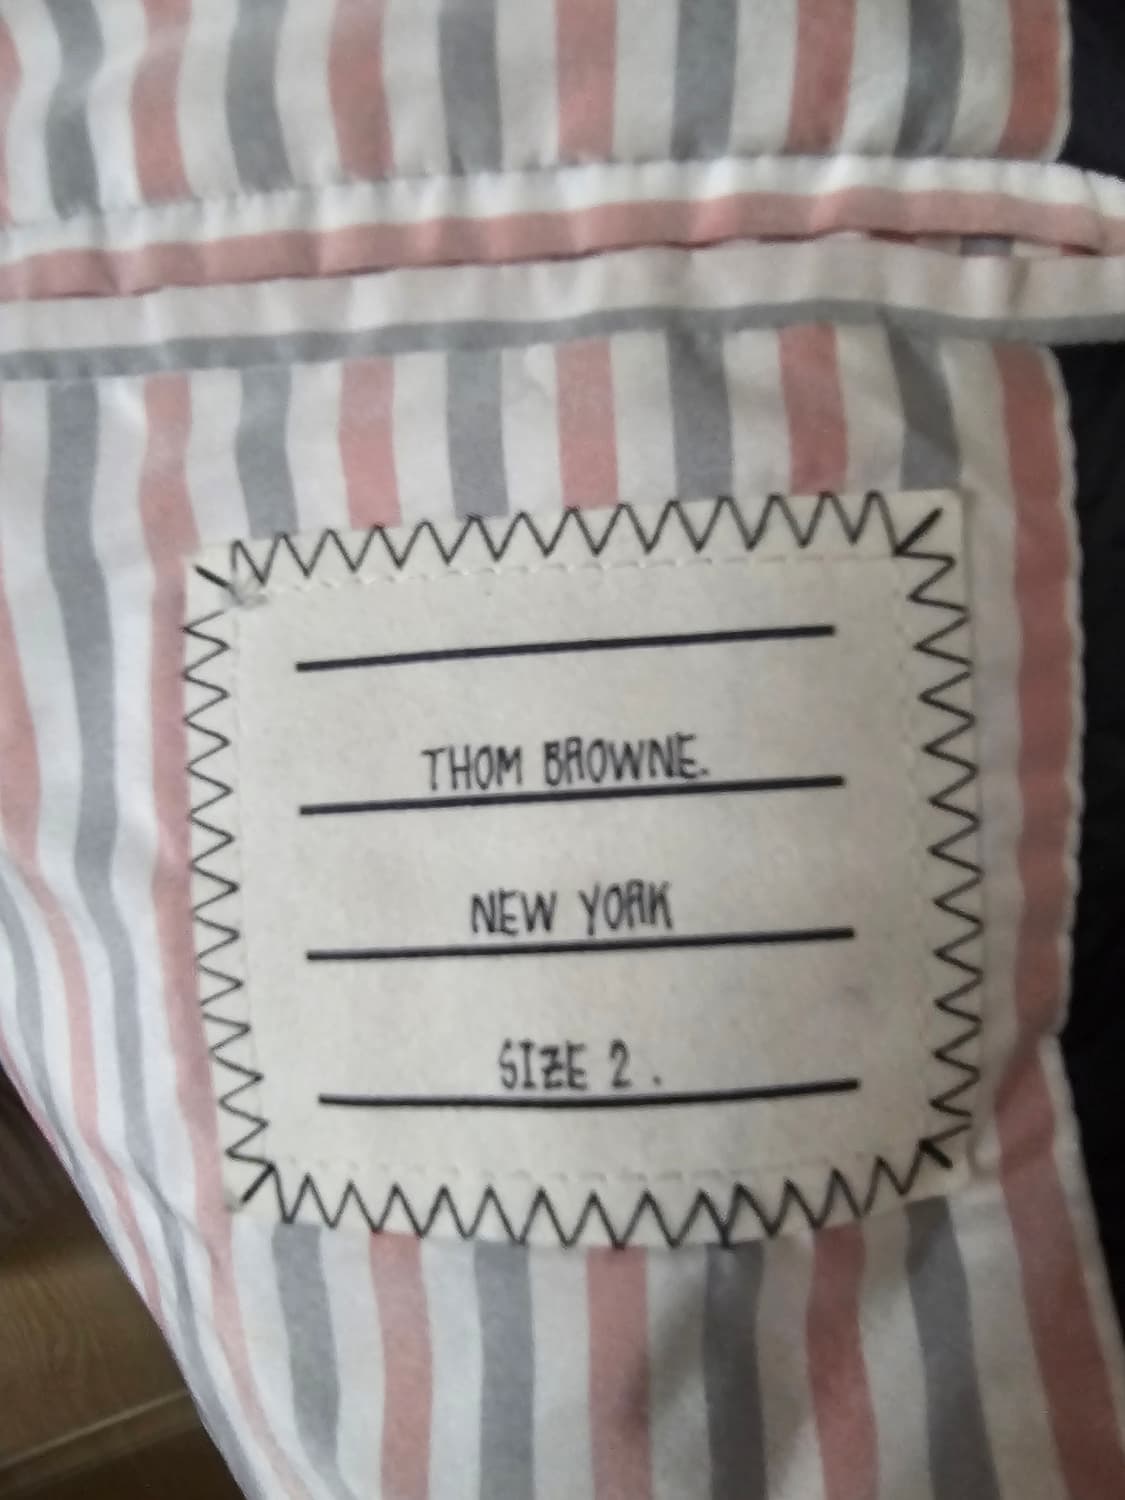 THOM BROWNE.
NEW YORK
SIZE 2.